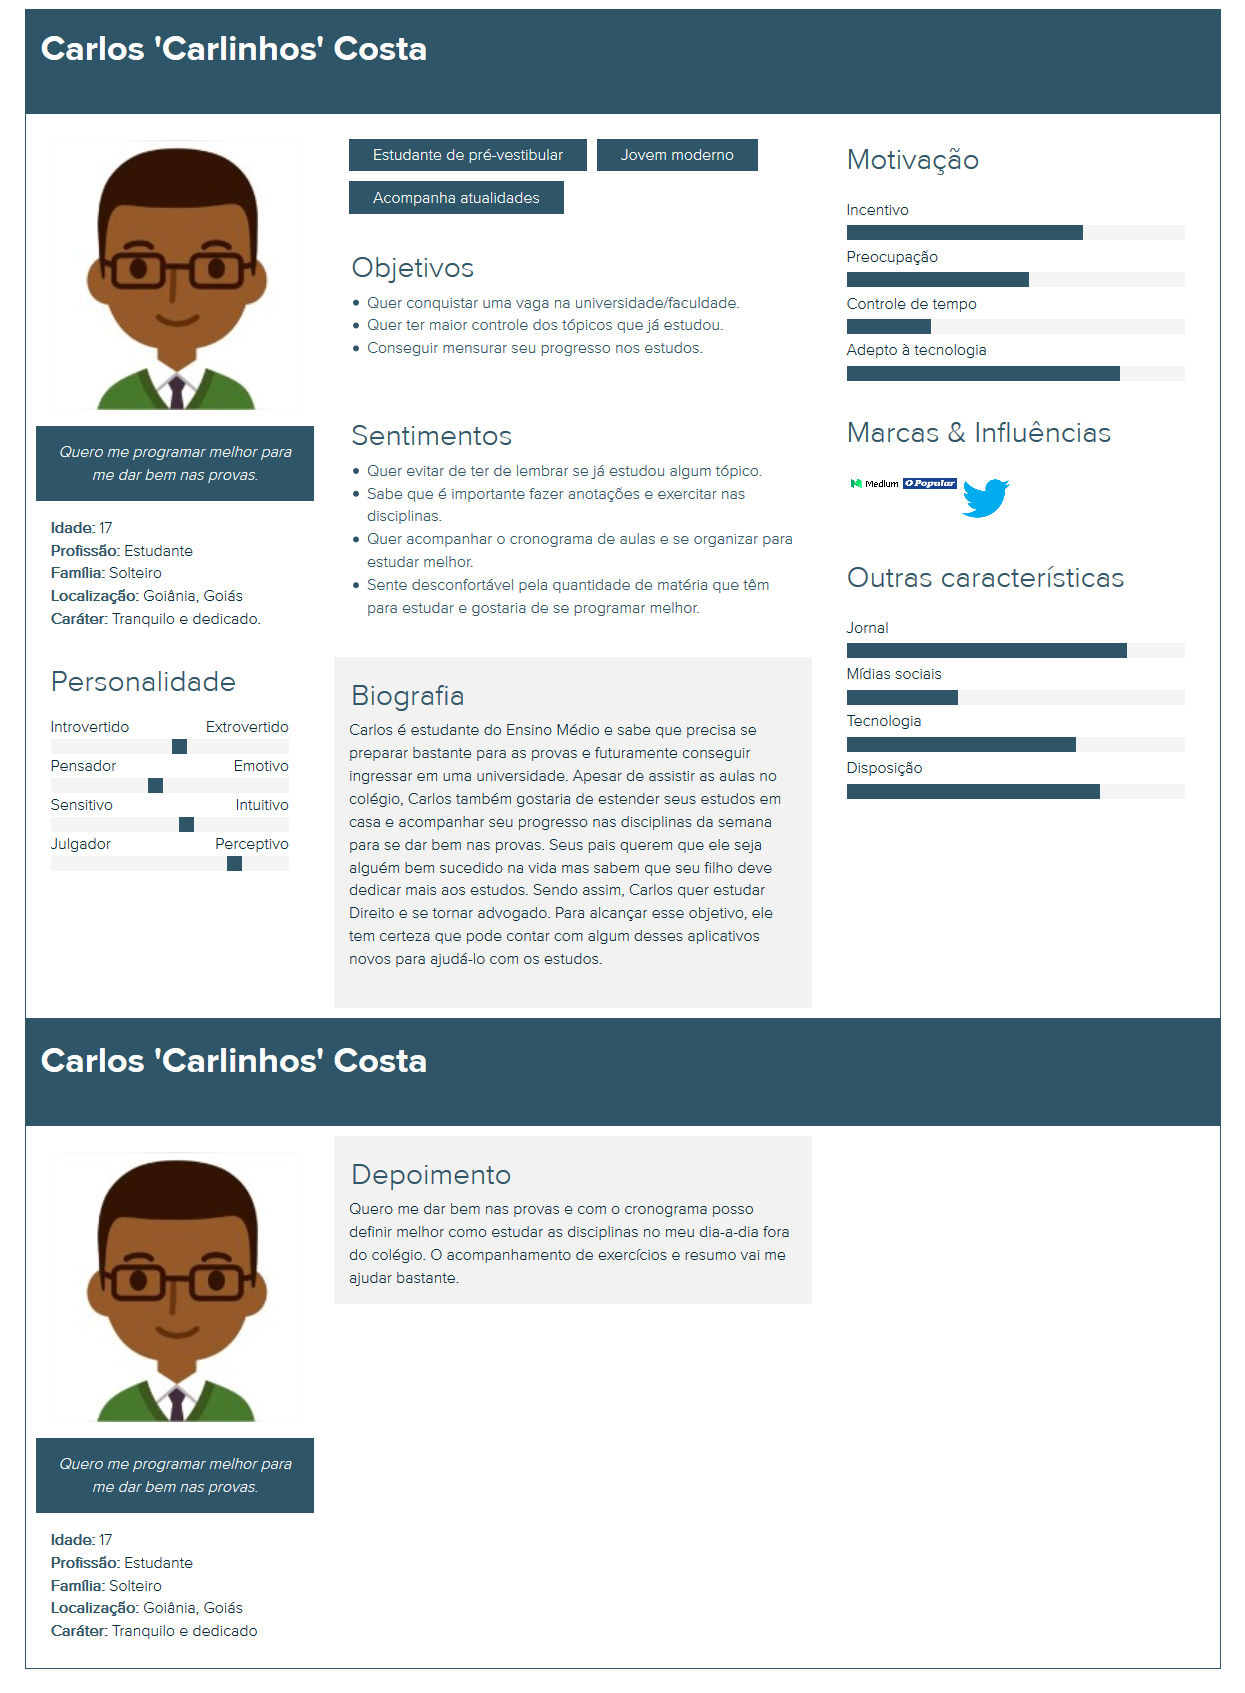 Carlos 'Carlinhos' Costa
Quero me programar melhor para
me dar bem nas provas.
Idade: 17
Profissão: Estudante
Família: Solteiro
Localização: Goiânia, Goiás
Caráter: Tranquilo e dedicado.
Personalidade
Introvertido Extrovertido
Pensador Emotivo
Sensitivo Intuitivo
Julgador Perceptivo
Estudante de pré-vestibular Jovem moderno
Acompanha atualidades
Objetivos
• Quer conquistar uma vaga na universidade/faculdade.
• Quer ter maior controle dos tópicos que já estudou.
• Conseguir mensurar seu progresso nos estudos.
Sentimentos
• Quer evitar de ter de lembrar se já estudou algum tópico.
• Sabe que é importante fazer anotações e exercitar nas
disciplinas.
• Quer acompanhar o cronograma de aulas e se organizar para
estudar melhor.
• Sente desconfortável pela quantidade de matéria que têm
para estudar e gostaria de se programar melhor.
Biografia
Carlos é estudante do Ensino Médio e sabe que precisa se
preparar bastante para as provas e futuramente conseguir
ingressar em uma universidade. Apesar de assistir as aulas no
colégio, Carlos também gostaria de estender seus estudos em
casa e acompanhar seu progresso nas disciplinas da semana
para se dar bem nas provas. Seus pais querem que ele seja
alguém bem sucedido na vida mas sabem que seu filho deve
dedicar mais aos estudos. Sendo assim, Carlos quer estudar
Direito e se tornar advogado. Para alcançar esse objetivo, ele
tem certeza que pode contar com algum desses aplicativos
novos para ajudá-lo com os estudos.
Motivação
Incentivo
Preocupação
Controle de tempo
Adepto à tecnologia
Marcas & Influências
Medium O Popular
Outras características
Jornal
Mídias sociais
Tecnologia
Disposição
Carlos 'Carlinhos' Costa
Quero me programar melhor para
me dar bem nas provas.
Idade: 17
Profissão: Estudante
Família: Solteiro
Localização: Goiânia, Goiás
Caráter: Tranquilo e dedicado
Depoimento
Quero me dar bem nas provas e com o cronograma posso
definir melhor como estudar as disciplinas no meu dia-a-dia fora
do colégio. O acompanhamento de exercícios e resumo vai me
ajudar bastante.